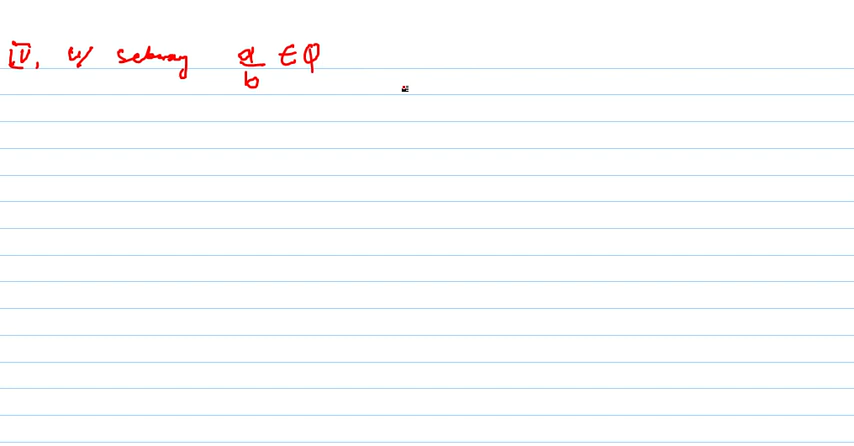 IV. u/ sebarang a/b ∈ Q